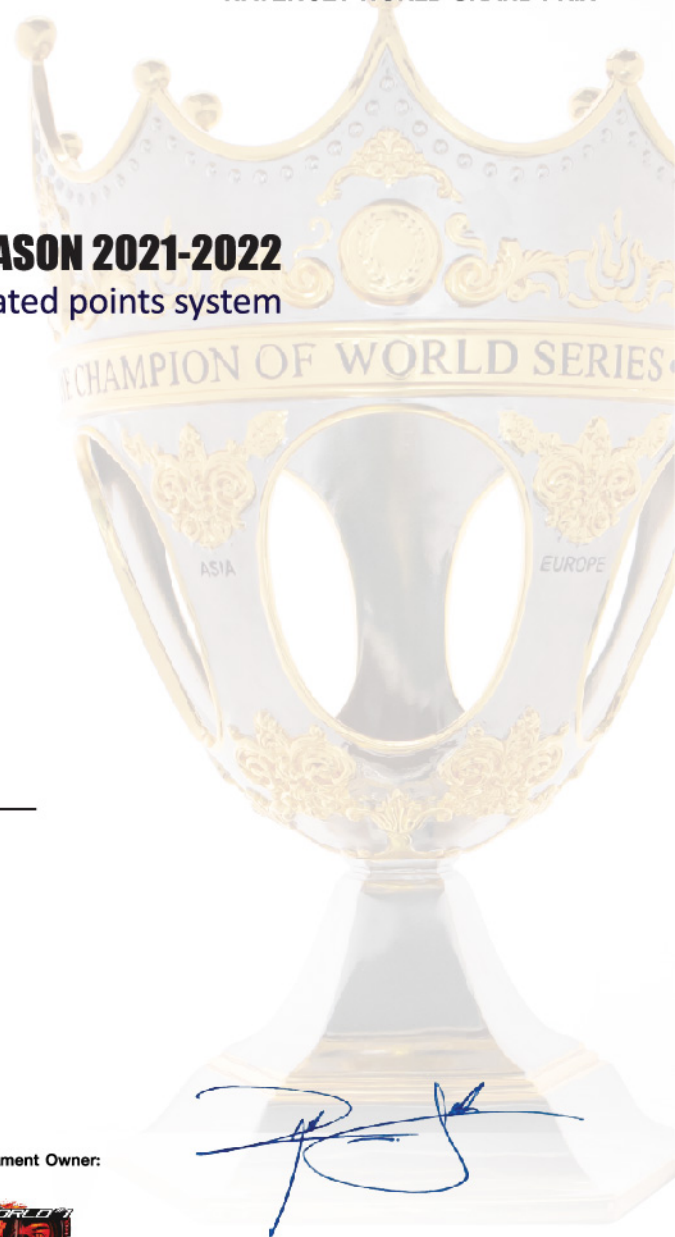 ASON 2021-2022
ated points system
E CHAMPION OF WORLD SERIES
ASIA
EUROPE
ment Owner: